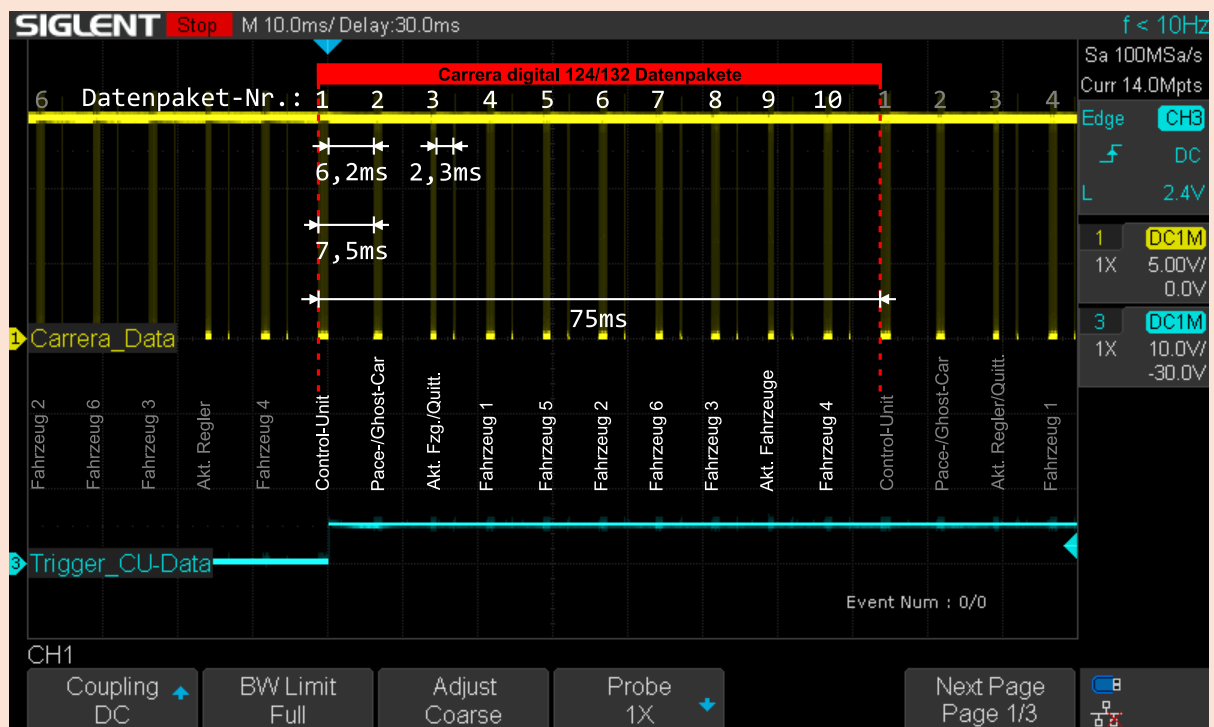 SIGLENT Stop M 10.0ms/ Delay:30.0ms f < 10Hz
Sa 100MSa/s
Curr 14.0Mpts
Edge CH3
DC
L 2.4V
1 DC1M
1X 5.00V/
0.0V
3 DC1M
1X 10.0V/
-30.0V
Carrera digital 124/132 Datenpakete
6 Datenpaket-Nr.: 1 2 3 4 5 6 7 8 9 10 1 2 3 4
6,2ms 2,3ms
7,5ms
75ms
1 Carrera_Data
Fahrzeug 2
Fahrzeug 6
Fahrzeug 3
Akt. Regler
Fahrzeug 4
Control-Unit
Pace-/Ghost-Car
Akt. Fzg./Quitt.
Fahrzeug 1
Fahrzeug 5
Fahrzeug 2
Fahrzeug 6
Fahrzeug 3
Akt. Fahrzeuge
Fahrzeug 4
Control-Unit
Pace-/Ghost-Car
Akt. Regler/Quitt.
Fahrzeug 1
3 Trigger_CU-Data
Event Num : 0/0
CH1
Coupling
DC
BW Limit
Full
Adjust
Coarse
Probe
1X
Next Page
Page 1/3